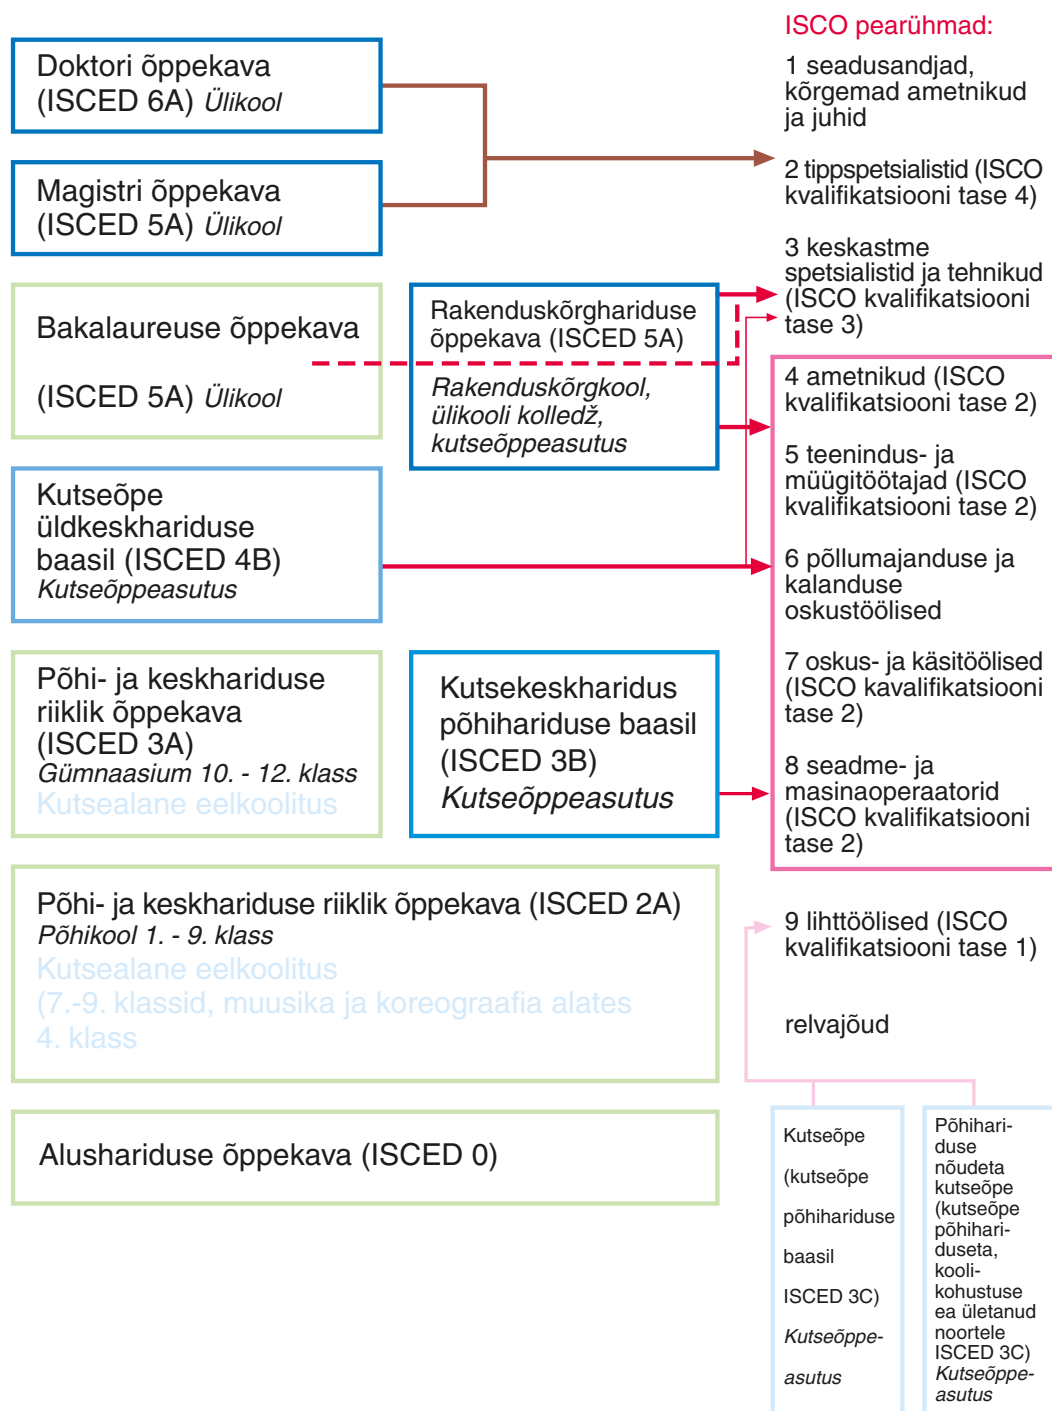 ISCO pearühmad:
1 seadusandjad,
kõrgemad ametnikud
ja juhid
2 tippspetsialistid (ISCO
kvalifikatsiooni tase 4)
3 keskastme
spetsialistid ja tehnikud
(ISCO kvalifikatsiooni
tase 3)
4 ametnikud (ISCO
kvalifikatsiooni tase 2)
5 teenindus- ja
müügitöötajad (ISCO
kvalifikatsiooni tase 2)
6 põllumajanduse ja
kalanduse
oskustöölised
7 oskus- ja käsitöölised
(ISCO kavalifikatsiooni
tase 2)
8 seadme- ja
masinaoperaatorid
(ISCO kvalifikatsiooni
tase 2)
9 lihttöölised (ISCO
kvalifikatsiooni tase 1)
relvajõud
Doktori õppekava
(ISCED 6A) Ülikool
Magistri õppekava
(ISCED 5A) Ülikool
Bakalaureuse õppekava
(ISCED 5A) Ülikool
Rakenduskõrghariduse
õppekava (ISCED 5A)
Rakenduskõrgkool,
ülikooli kolledž,
kutseõppeasutus
Kutseõpe
üldkeskhariduse
baasil (ISCED 4B)
Kutseõppeasutus
Põhi- ja keskhariduse
riiklik õppekava
(ISCED 3A)
Gümnaasium 10. - 12. klass
Kutsealane eelkoolitus
Kutsekeskharidus
põhihariduse baasil
(ISCED 3B)
Kutseõppeasutus
Põhi- ja keskhariduse riiklik õppekava (ISCED 2A)
Põhikool 1. - 9. klass
Kutsealane eelkoolitus
(7.-9. klassid, muusika ja koreograafia alates
4. klass
Alushariduse õppekava (ISCED 0)
Kutseõpe
(kutseõpe
põhihariduse
baasil
ISCED 3C)
Kutseõppe-
asutus
Põhihari-
duse
nõudeta
kutseõpe
(kutseõpe
põhihari-
duseta,
kooli-
kohustuse
ea ületanud
noortele
ISCED 3C)
Kutseõppe-
asutus